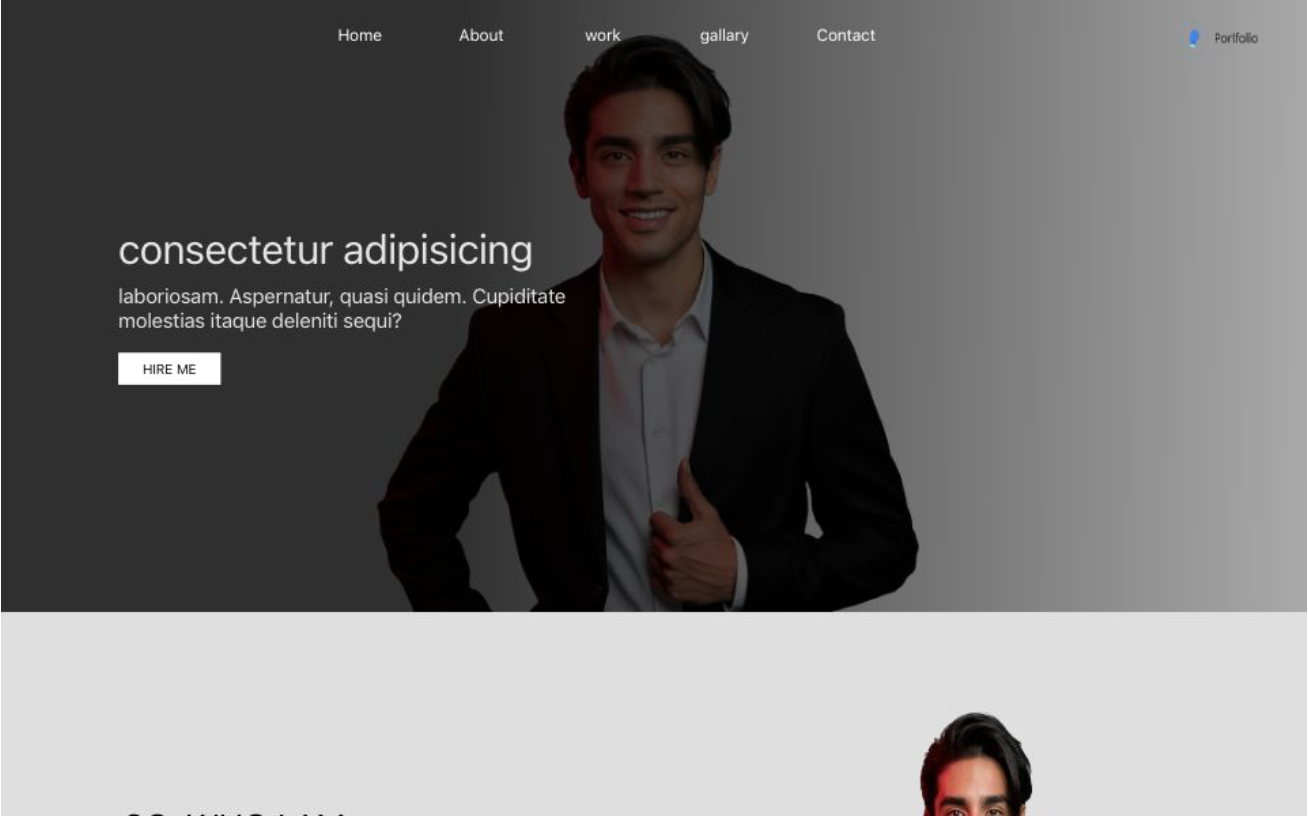 Home About work gallary Contact
Portfolio
consectetur adipisicing
laboriosam. Aspernatur, quasi quidem. Cupiditate
molestias itaque deleniti sequi?
HIRE ME